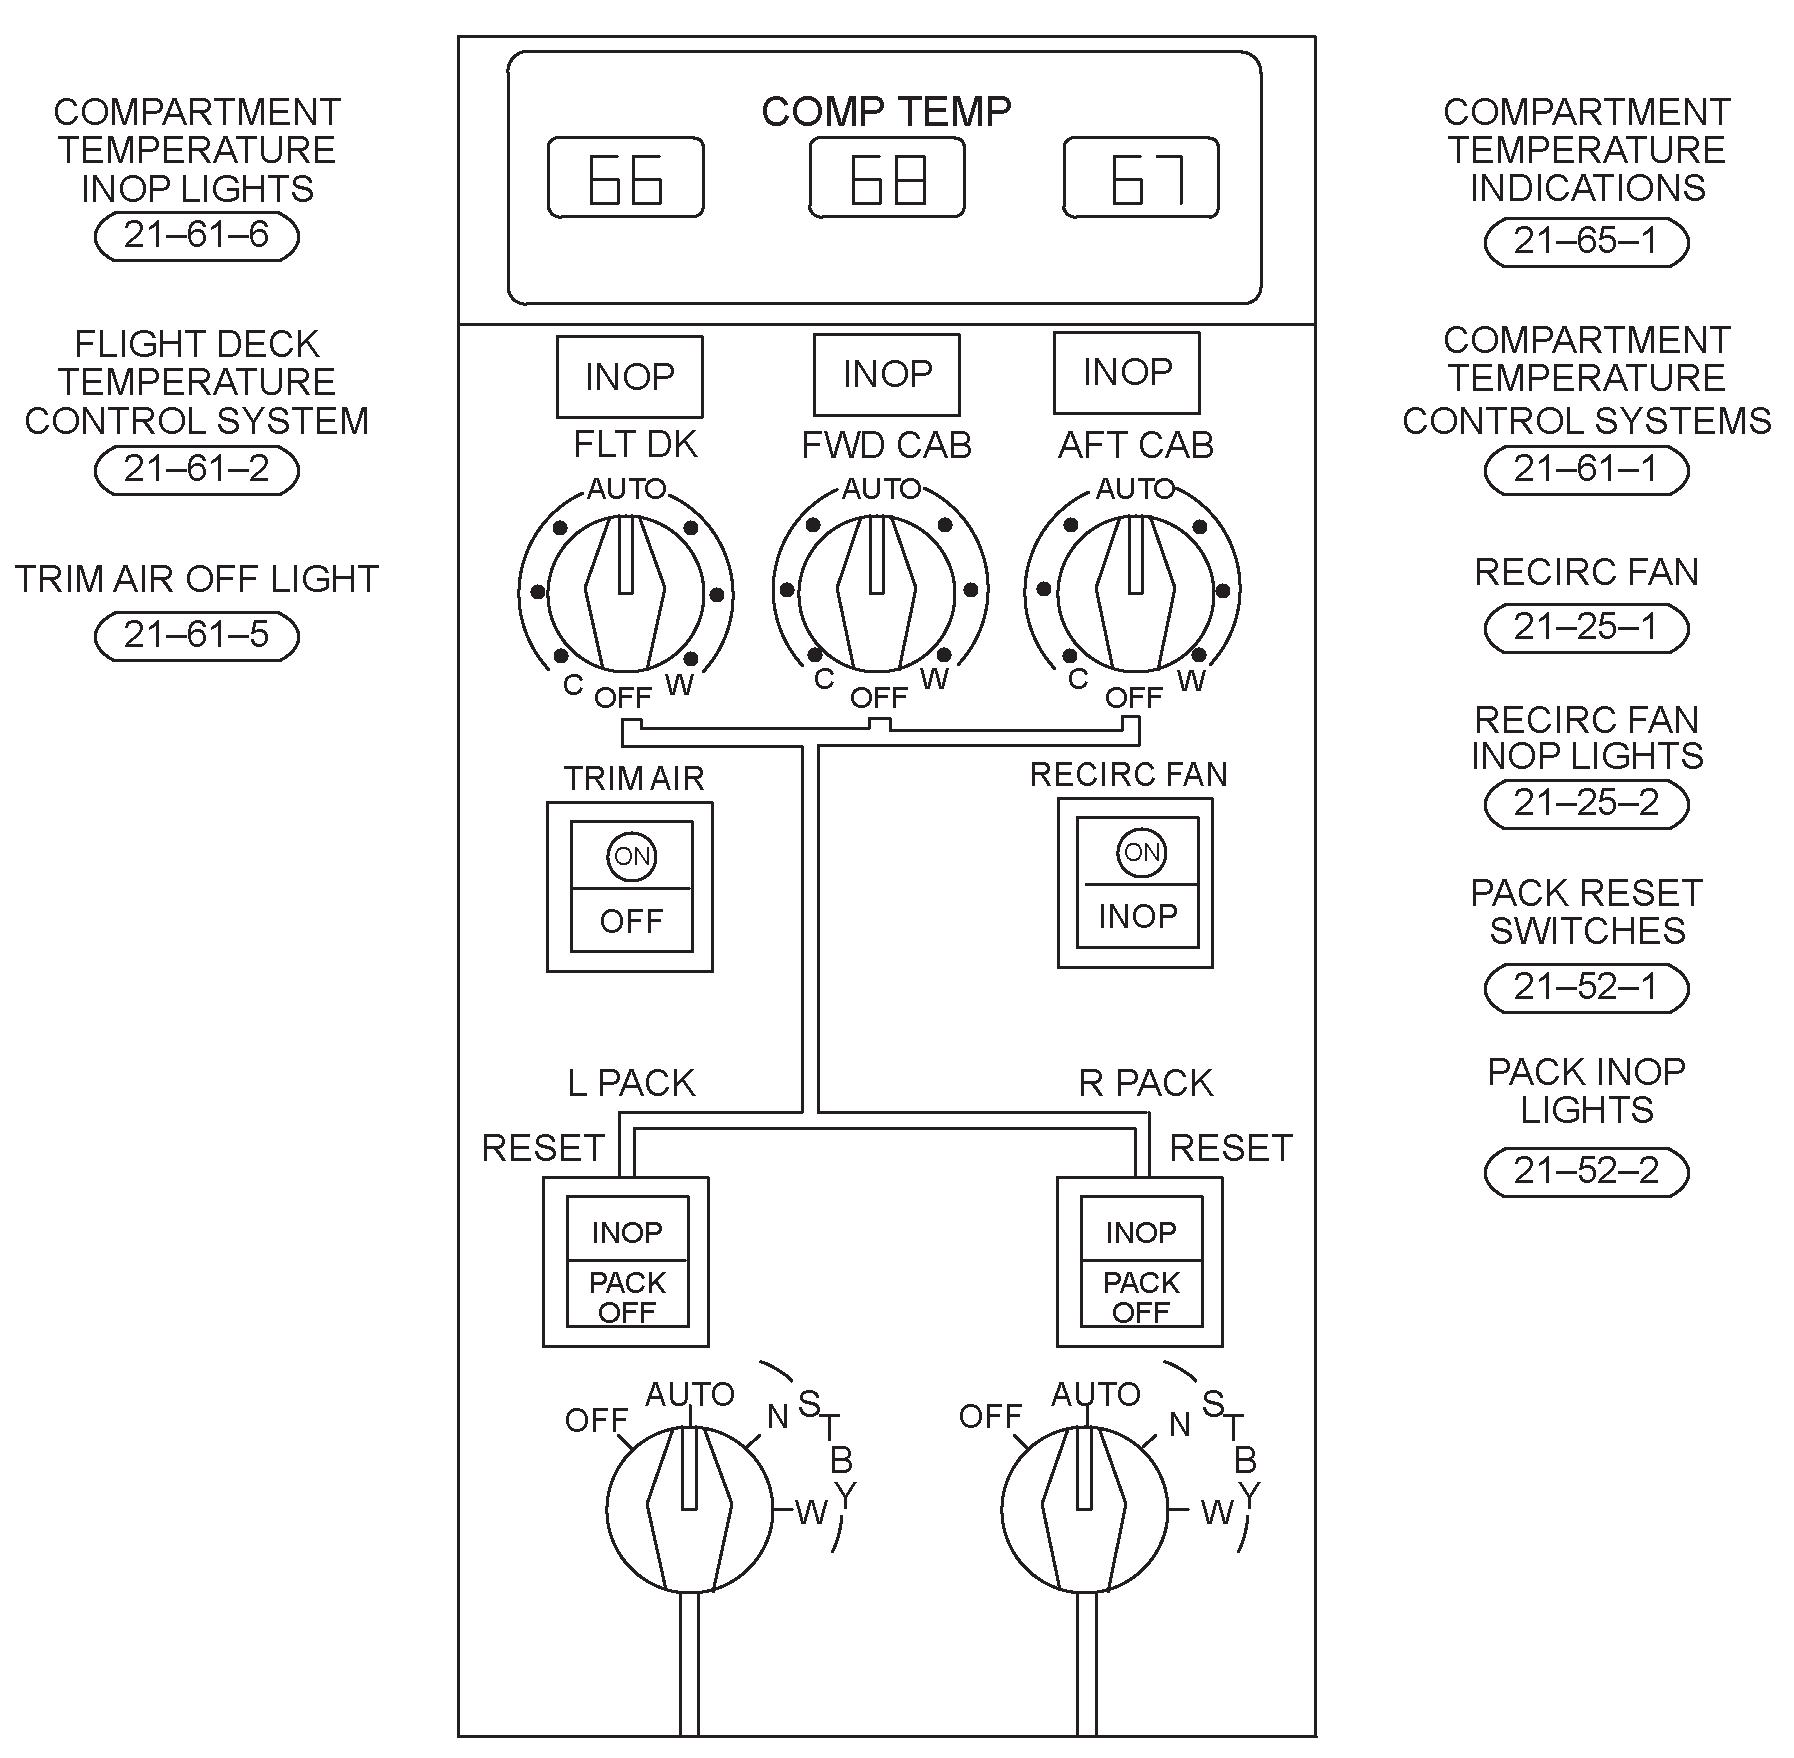 COMPARTMENT
TEMPERATURE
INOP LIGHTS
21–61–6
FLIGHT DECK
TEMPERATURE
CONTROL SYSTEM
21–61–2
TRIM AIR OFF LIGHT
21–61–5
COMP TEMP
66 68 67
INOP INOP INOP
FLT DK FWD CAB AFT CAB
AUTO AUTO AUTO
C OFF W C OFF W C OFF W
TRIM AIR RECIRC FAN
ON ON
OFF INOP
L PACK R PACK
RESET RESET
INOP INOP
PACK PACK
OFF OFF
OFF AUTO N W STBY
OFF AUTO N W STBY
COMPARTMENT
TEMPERATURE
INDICATIONS
21–65–1
COMPARTMENT
TEMPERATURE
CONTROL SYSTEMS
21–61–1
RECIRC FAN
21–25–1
RECIRC FAN
INOP LIGHTS
21–25–2
PACK RESET
SWITCHES
21–52–1
PACK INOP
LIGHTS
21–52–2